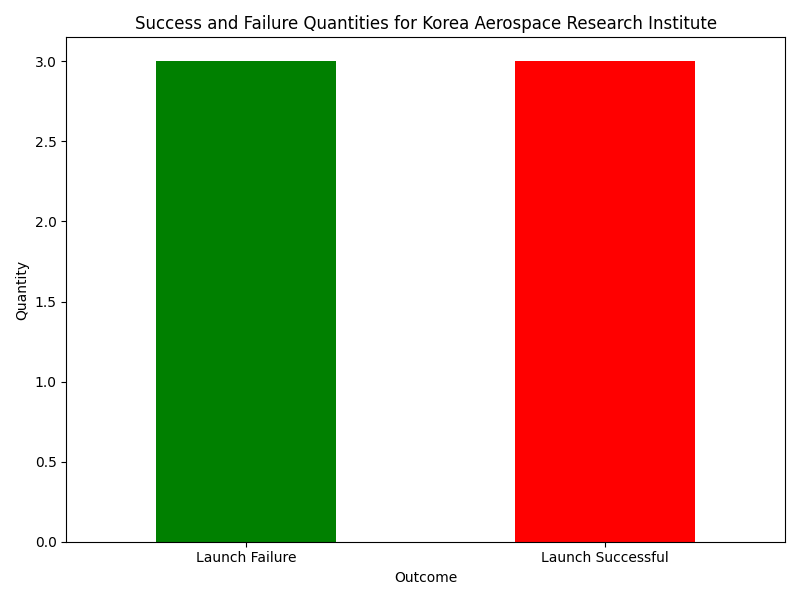 Success and Failure Quantities for Korea Aerospace Research Institute
3.0
2.5
2.0
1.5
1.0
0.5
0.0
Quantity
Launch Failure
Launch Successful
Outcome